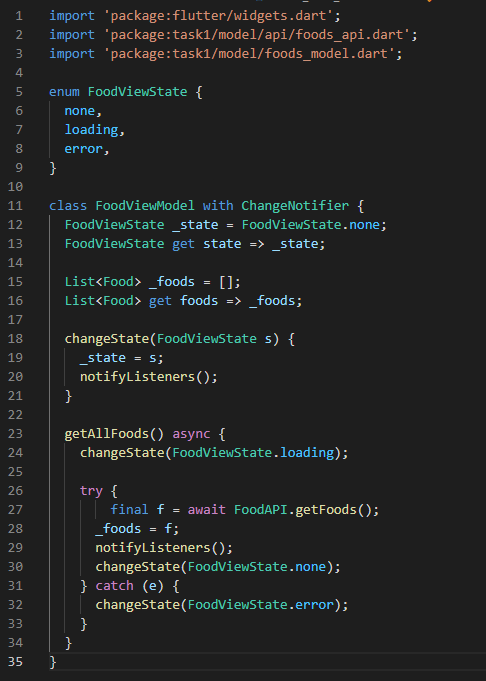 1 import 'package:flutter/widgets.dart';
2 import 'package:task1/model/api/foods_api.dart';
3 import 'package:task1/model/foods_model.dart';
4
5 enum FoodViewState {
6   none,
7   loading,
8   error,
9 }
10
11 class FoodViewModel with ChangeNotifier {
12   FoodViewState _state = FoodViewState.none;
13   FoodViewState get state => _state;
14
15   List<Food> _foods = [];
16   List<Food> get foods => _foods;
17
18   changeState(FoodViewState s) {
19     _state = s;
20     notifyListeners();
21   }
22
23   getAllFoods() async {
24     changeState(FoodViewState.loading);
25
26     try {
27         final f = await FoodAPI.getFoods();
28       _foods = f;
29       notifyListeners();
30       changeState(FoodViewState.none);
31     } catch (e) {
32       changeState(FoodViewState.error);
33     }
34   }
35 }